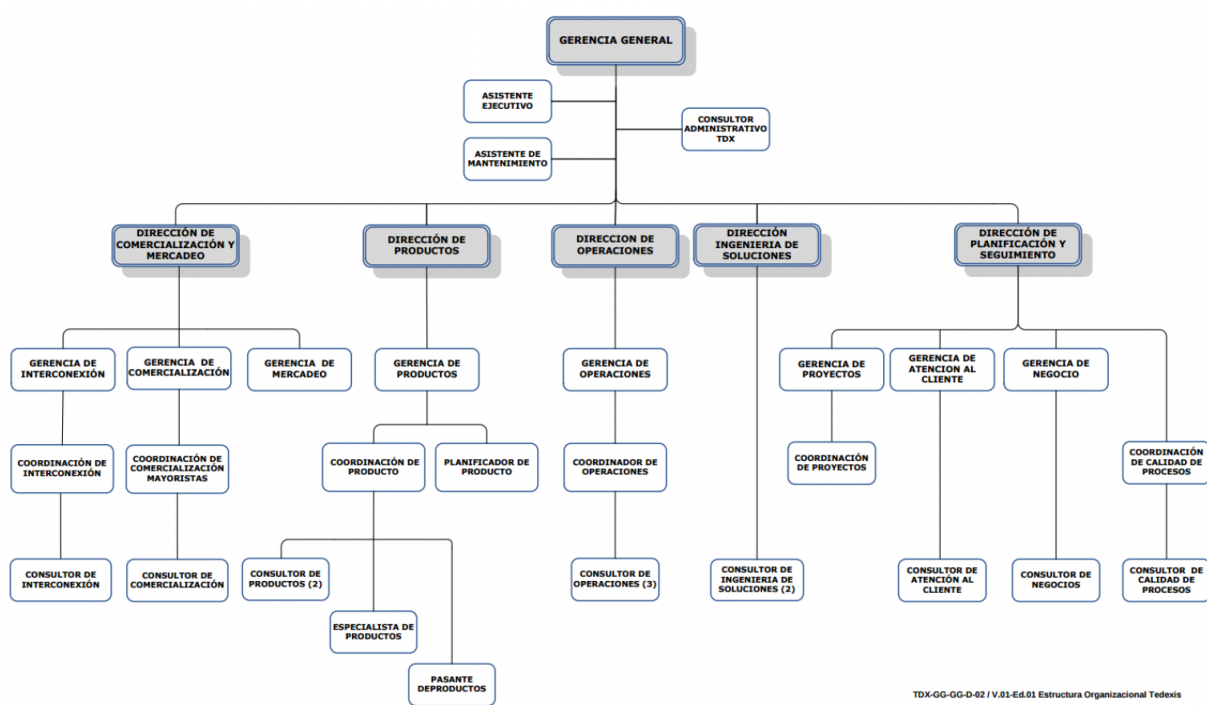 GERENCIA GENERAL
ASISTENTE
EJECUTIVO
CONSULTOR
ADMINISTRATIVO
TDX
ASISTENTE DE
MANTENIMIENTO
DIRECCIÓN DE
COMERCIALIZACIÓN Y
MERCADEO
DIRECCIÓN DE
PRODUCTOS
DIRECCION DE
OPERACIONES
DIRECCIÓN
INGENIERIA DE
SOLUCIONES
DIRECCIÓN
DE PLANIFICACIÓN Y
SEGUIMIENTO
GERENCIA DE
INTERCONEXIÓN
GERENCIA DE
COMERCIALIZACIÓN
GERENCIA DE
MERCADEO
GERENCIA DE
PRODUCTOS
GERENCIA DE
OPERACIONES
GERENCIA DE
PROYECTOS
GERENCIA DE
ATENCION AL
CLIENTE
GERENCIA DE
NEGOCIO
COORDINACIÓN DE
INTERCONEXIÓN
COORDINACIÓN DE
COMERCIALIZACIÓN
MAYORISTAS
COORDINACIÓN DE
PRODUCTO
PLANIFICADOR DE
PRODUCTO
COORDINADOR DE
OPERACIONES
COORDINACIÓN
DE PROYECTOS
COORDINACIÓN
DE CALIDAD DE
PROCESOS
CONSULTOR DE
INTERCONEXIÓN
CONSULTOR DE
COMERCIALIZACIÓN
CONSULTOR DE
PRODUCTOS (2)
CONSULTOR DE
OPERACIONES (3)
CONSULTOR DE
INGENIERIA DE
SOLUCIONES (2)
CONSULTOR DE
ATENCIÓN AL
CLIENTE
CONSULTOR DE
NEGOCIOS
CONSULTOR DE
CALIDAD DE
PROCESOS
ESPECIALISTA DE
PRODUCTOS
PASANTE
DEPRODUCTOS
TDX-GG-GG-D-02 / V.01-Ed.01 Estructura Organizacional Tedexis